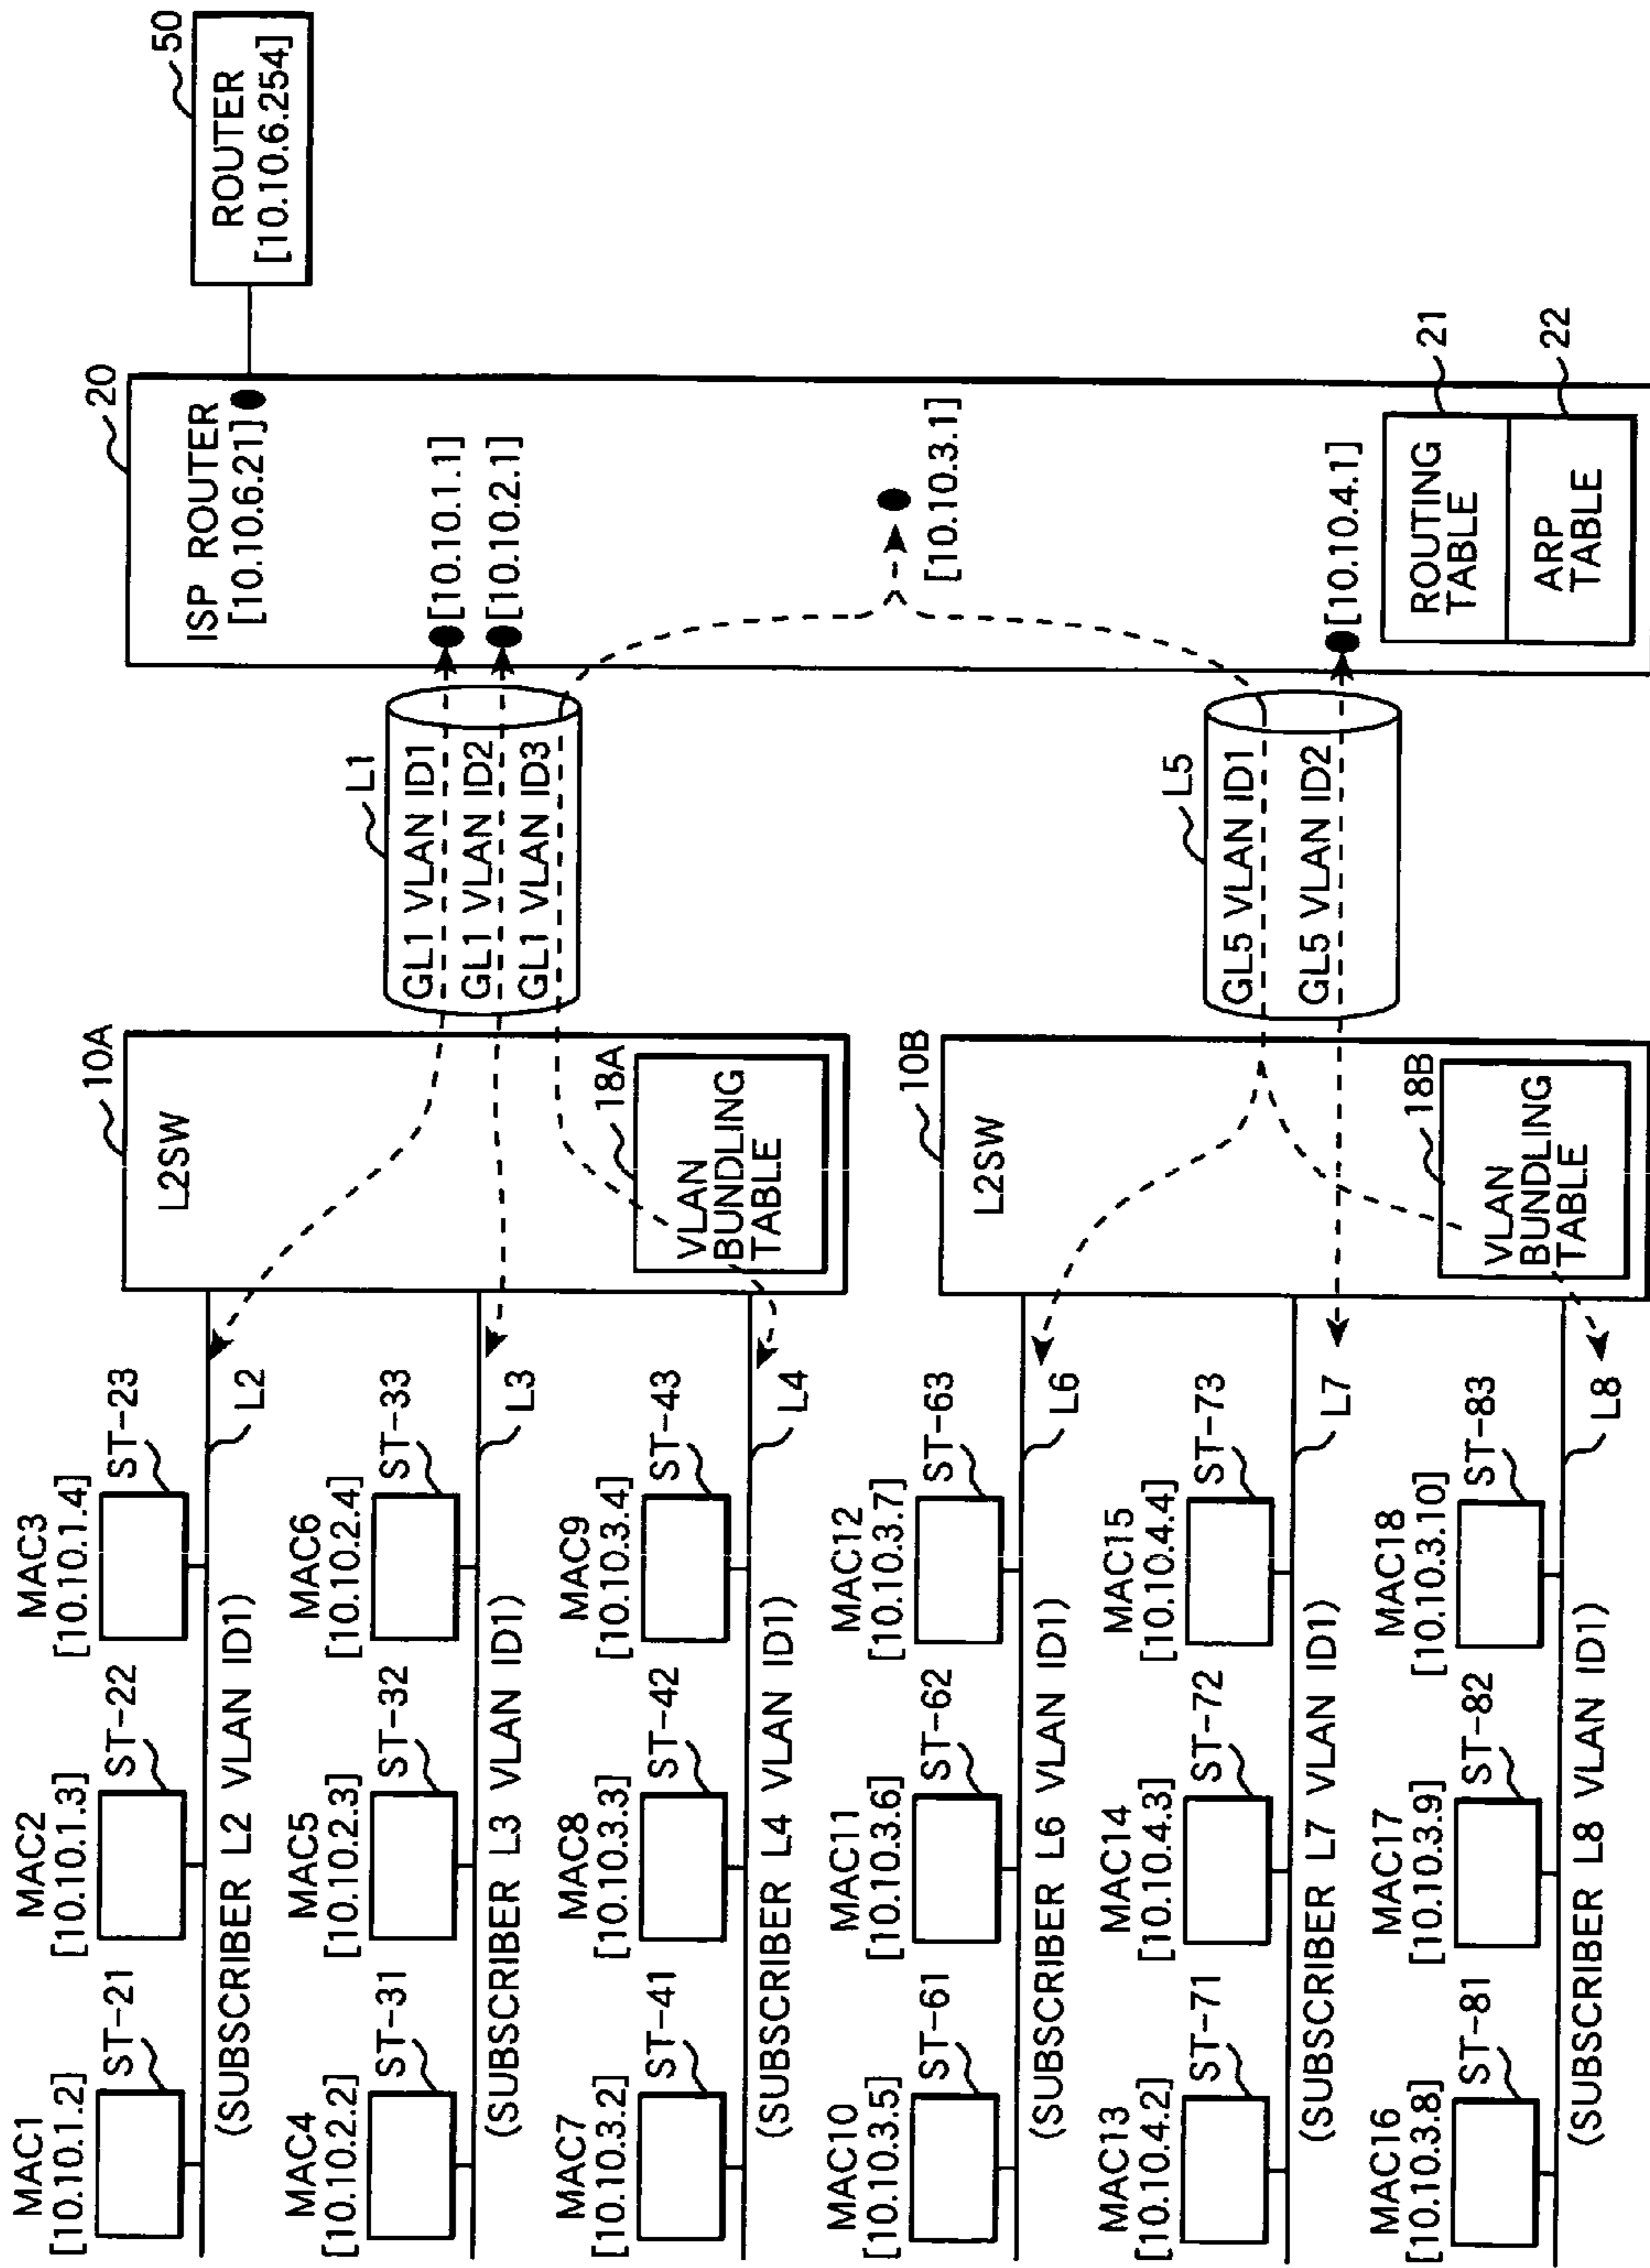 MAC1
[10.10.1.2]
ST-21
MAC2
[10.10.1.3]
ST-22
MAC3
[10.10.1.4]
ST-23
L2
(SUBSCRIBER L2 VLAN ID1)
MAC4
[10.10.2.2]
ST-31
MAC5
[10.10.2.3]
ST-32
MAC6
[10.10.2.4]
ST-33
L3
(SUBSCRIBER L3 VLAN ID1)
MAC7
[10.10.3.2]
ST-41
MAC8
[10.10.3.3]
ST-42
MAC9
[10.10.3.4]
ST-43
L4
(SUBSCRIBER L4 VLAN ID1)
MAC10
[10.10.3.5]
ST-61
MAC11
[10.10.3.6]
ST-62
MAC12
[10.10.3.7]
ST-63
L6
(SUBSCRIBER L6 VLAN ID1)
MAC13
[10.10.4.2]
ST-71
MAC14
[10.10.4.3]
ST-72
MAC15
[10.10.4.4]
ST-73
L7
(SUBSCRIBER L7 VLAN ID1)
MAC16
[10.10.3.8]
ST-81
MAC17
[10.10.3.9]
ST-82
MAC18
[10.10.3.10]
ST-83
L8
(SUBSCRIBER L8 VLAN ID1)
10A
L2SW
18A
VLAN
BUNDLING
TABLE
10B
L2SW
18B
VLAN
BUNDLING
TABLE
L1
GL1 VLAN ID1
GL1 VLAN ID2
GL1 VLAN ID3
L5
GL5 VLAN ID1
GL5 VLAN ID2
20
ISP ROUTER
[10.10.6.21]
[10.10.1.1]
[10.10.2.1]
[10.10.3.1]
[10.10.4.1]
ROUTING
TABLE
21
ARP
TABLE
22
50
ROUTER
[10.10.6.254]